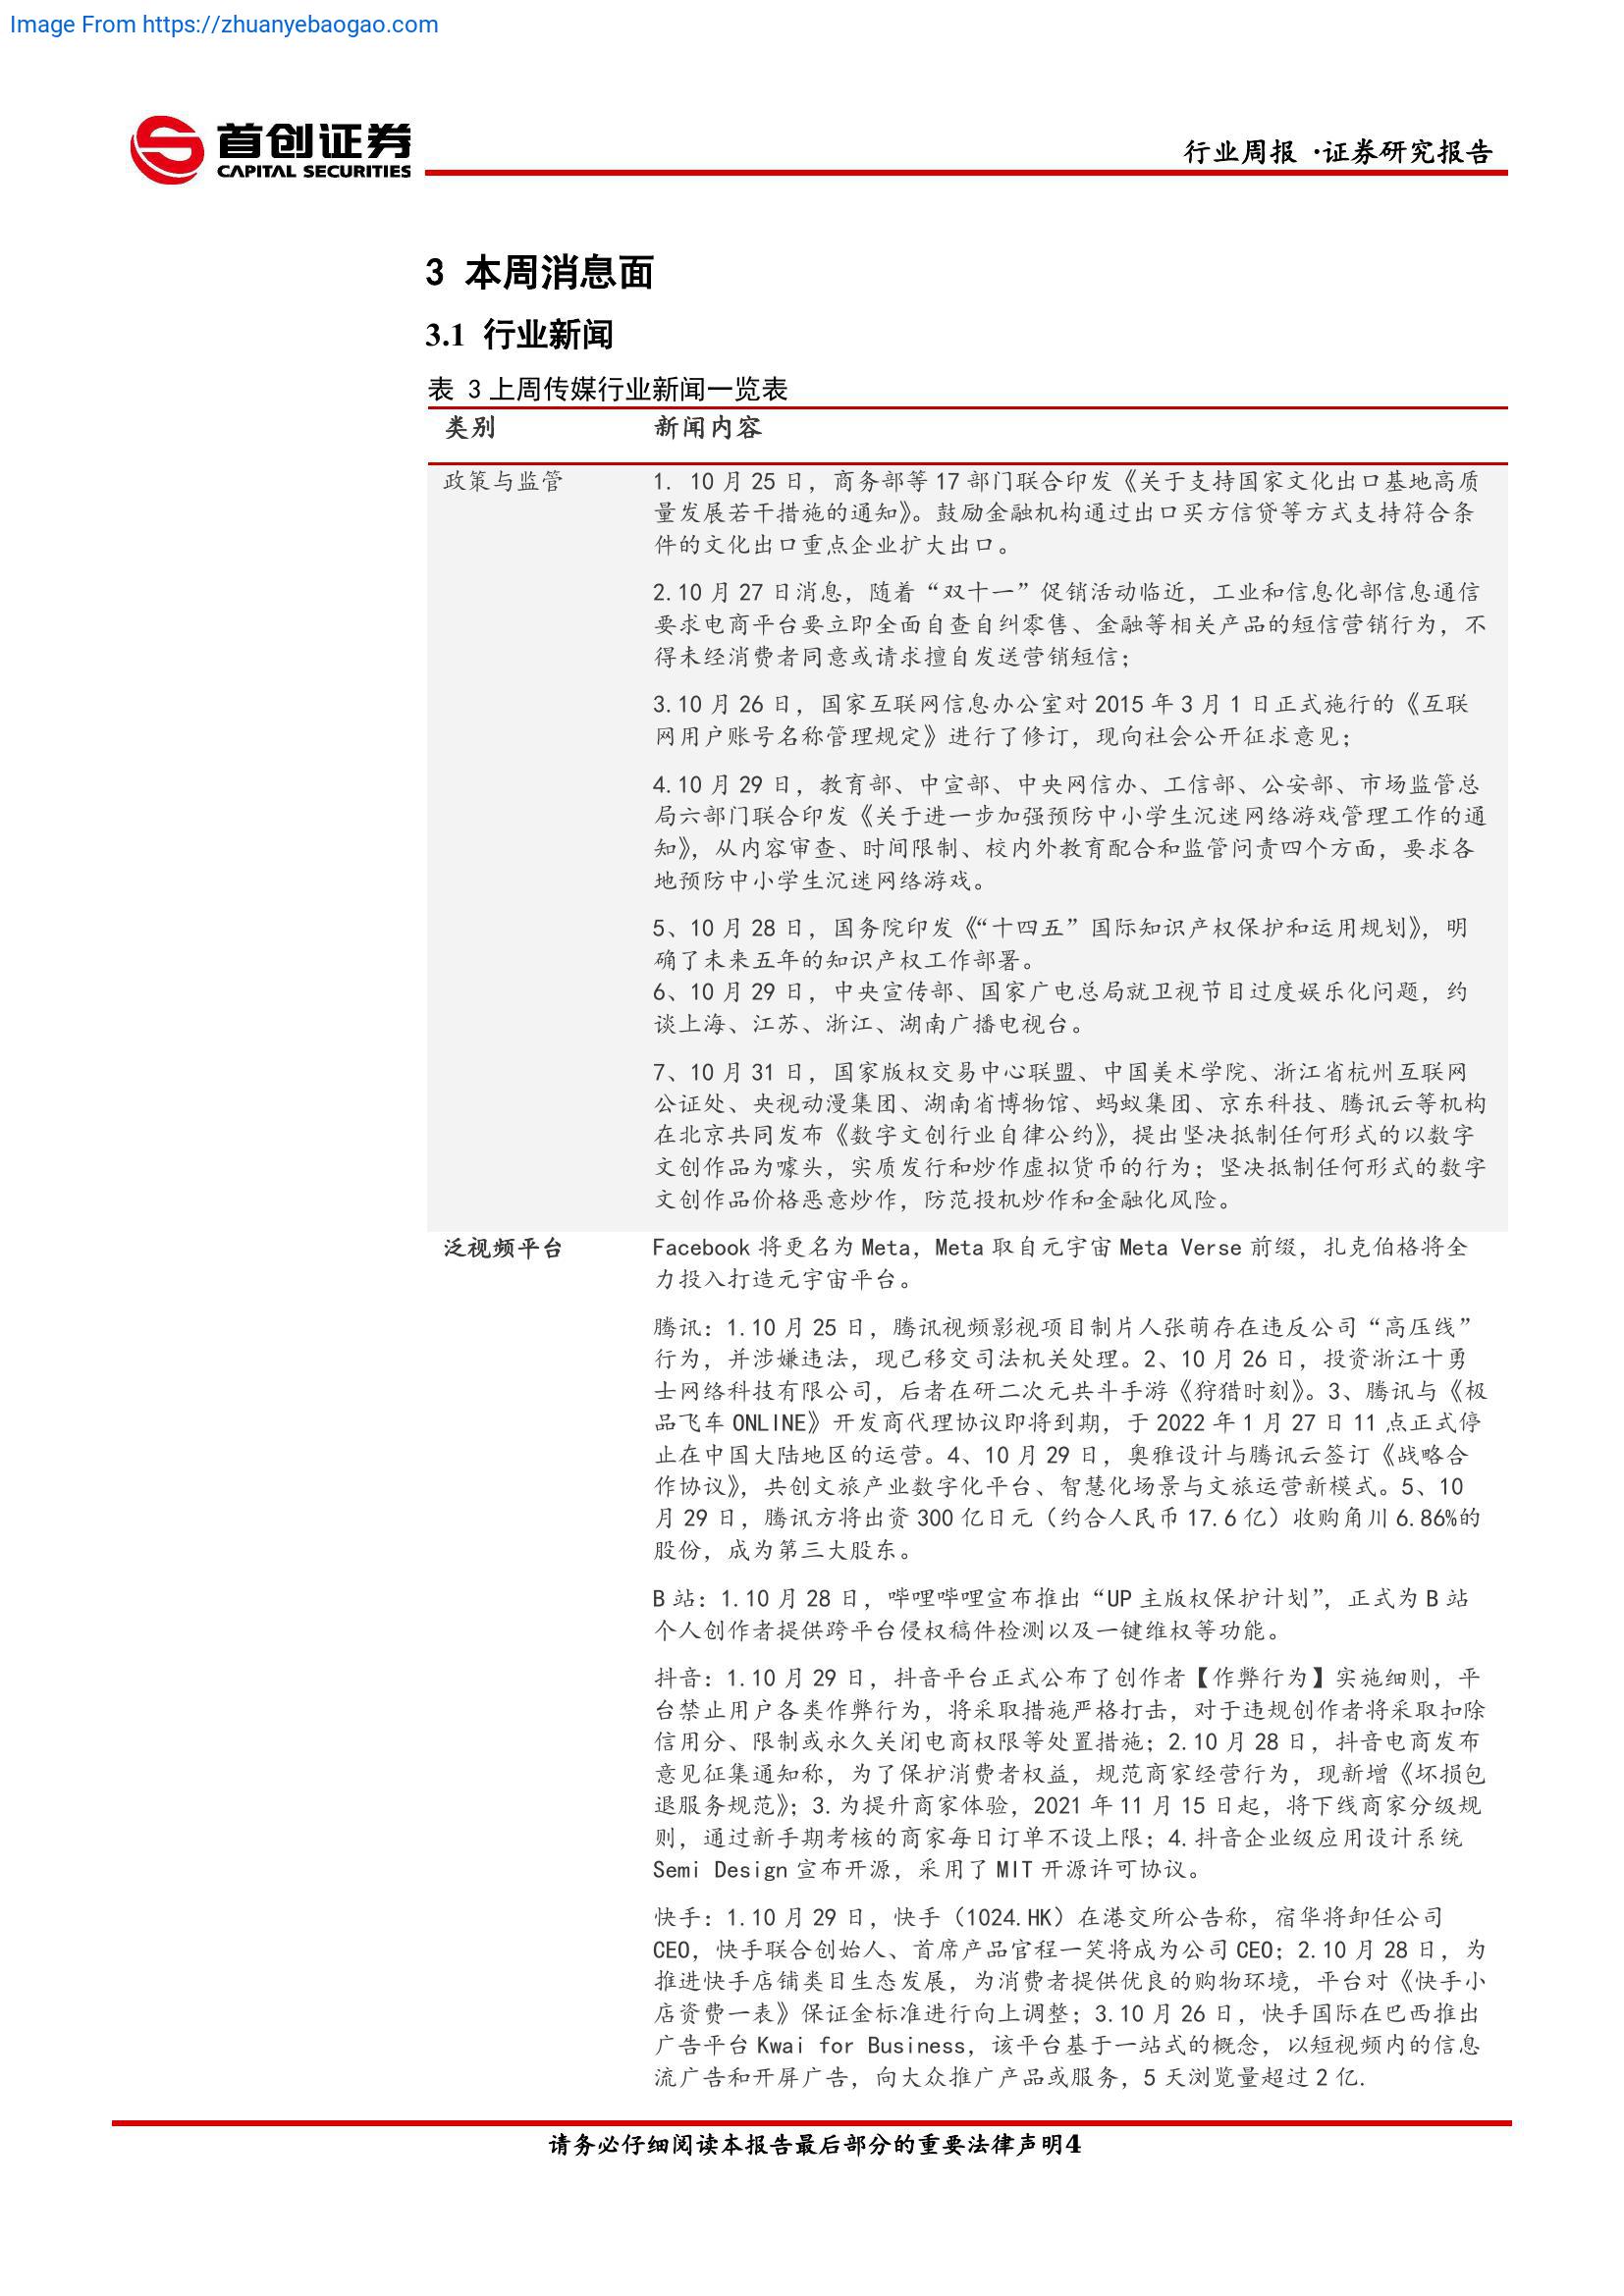 Image From https://zhuanyebaogao.com
首创证券
CAPITAL SECURITIES
行业周报 ·证券研究报告
3 本周消息面
3.1 行业新闻
表 3 上周传媒行业新闻一览表
类别 新闻内容
政策与监管 1. 10 月 25 日，商务部等 17 部门联合印发《关于支持国家文化出口基地高质
量发展若干措施的通知》。鼓励金融机构通过出口买方信贷等方式支持符合条
件的文化出口重点企业扩大出口。
2.10 月 27 日消息，随着“双十一”促销活动临近，工业和信息化部信息通信
要求电商平台要立即全面自查自纠零售、金融等相关产品的短信营销行为，不
得未经消费者同意或请求擅自发送营销短信；
3.10 月 26 日，国家互联网信息办公室对 2015 年 3 月 1 日正式施行的《互联
网用户账号名称管理规定》进行了修订，现向社会公开征求意见；
4.10 月 29 日，教育部、中宣部、中央网信办、工信部、公安部、市场监管总
局六部门联合印发《关于进一步加强预防中小学生沉迷网络游戏管理工作的通
知》，从内容审查、时间限制、校内外教育配合和监管问责四个方面，要求各
地预防中小学生沉迷网络游戏。
5、10 月 28 日，国务院印发《“十四五”国际知识产权保护和运用规划》，明
确了未来五年的知识产权工作部署。
6、10 月 29 日，中央宣传部、国家广电总局就卫视节目过度娱乐化问题，约
谈上海、江苏、浙江、湖南广播电视台。
7、10 月 31 日，国家版权交易中心联盟、中国美术学院、浙江省杭州互联网
公证处、央视动漫集团、湖南省博物馆、蚂蚁集团、京东科技、腾讯云等机构
在北京共同发布《数字文创行业自律公约》，提出坚决抵制任何形式的以数字
文创作品为噱头，实质发行和炒作虚拟货币的行为；坚决抵制任何形式的数字
文创作品价格恶意炒作，防范投机炒作和金融化风险。
泛视频平台 Facebook 将更名为 Meta，Meta 取自元宇宙 Meta Verse 前缀，扎克伯格将全
力投入打造元宇宙平台。
腾讯：1.10 月 25 日，腾讯视频影视项目制片人张萌存在违反公司“高压线”
行为，并涉嫌违法，现已移交司法机关处理。2、10 月 26 日，投资浙江十勇
士网络科技有限公司，后者在研二次元共斗手游《狩猎时刻》。3、腾讯与《极
品飞车 ONLINE》开发商代理协议即将到期，于 2022 年 1 月 27 日 11 点正式停
止在中国大陆地区的运营。4、10 月 29 日，奥雅设计与腾讯云签订《战略合
作协议》，共创文旅产业数字化平台、智慧化场景与文旅运营新模式。5、10
月 29 日，腾讯方将出资 300 亿日元（约合人民币 17.6 亿）收购角川 6.86%的
股份，成为第三大股东。
B 站：1.10 月 28 日，哔哩哔哩宣布推出“UP 主版权保护计划”，正式为 B 站
个人创作者提供跨平台侵权稿件检测以及一键维权等功能。
抖音：1.10 月 29 日，抖音平台正式公布了创作者【作弊行为】实施细则，平
台禁止用户各类作弊行为，将采取措施严格打击，对于违规创作者将采取扣除
信用分、限制或永久关闭电商权限等处置措施；2.10 月 28 日，抖音电商发布
意见征集通知称，为了保护消费者权益，规范商家经营行为，现新增《坏损包
退服务规范》；3.为提升商家体验，2021 年 11 月 15 日起，将下线商家分级规
则，通过新手期考核的商家每日订单不设上限；4.抖音企业级应用设计系统
Semi Design 宣布开源，采用了 MIT 开源许可协议。
快手：1.10 月 29 日，快手（1024.HK）在港交所公告称，宿华将卸任公司
CEO，快手联合创始人、首席产品官程一笑将成为公司 CEO；2.10 月 28 日，为
推进快手店铺类目生态发展，为消费者提供优良的购物环境，平台对《快手小
店资费一表》保证金标准进行向上调整；3.10 月 26 日，快手国际在巴西推出
广告平台 Kwai for Business，该平台基于一站式的概念，以短视频内的信息
流广告和开屏广告，向大众推广产品或服务，5 天浏览量超过 2 亿.
请务必仔细阅读本报告最后部分的重要法律声明4